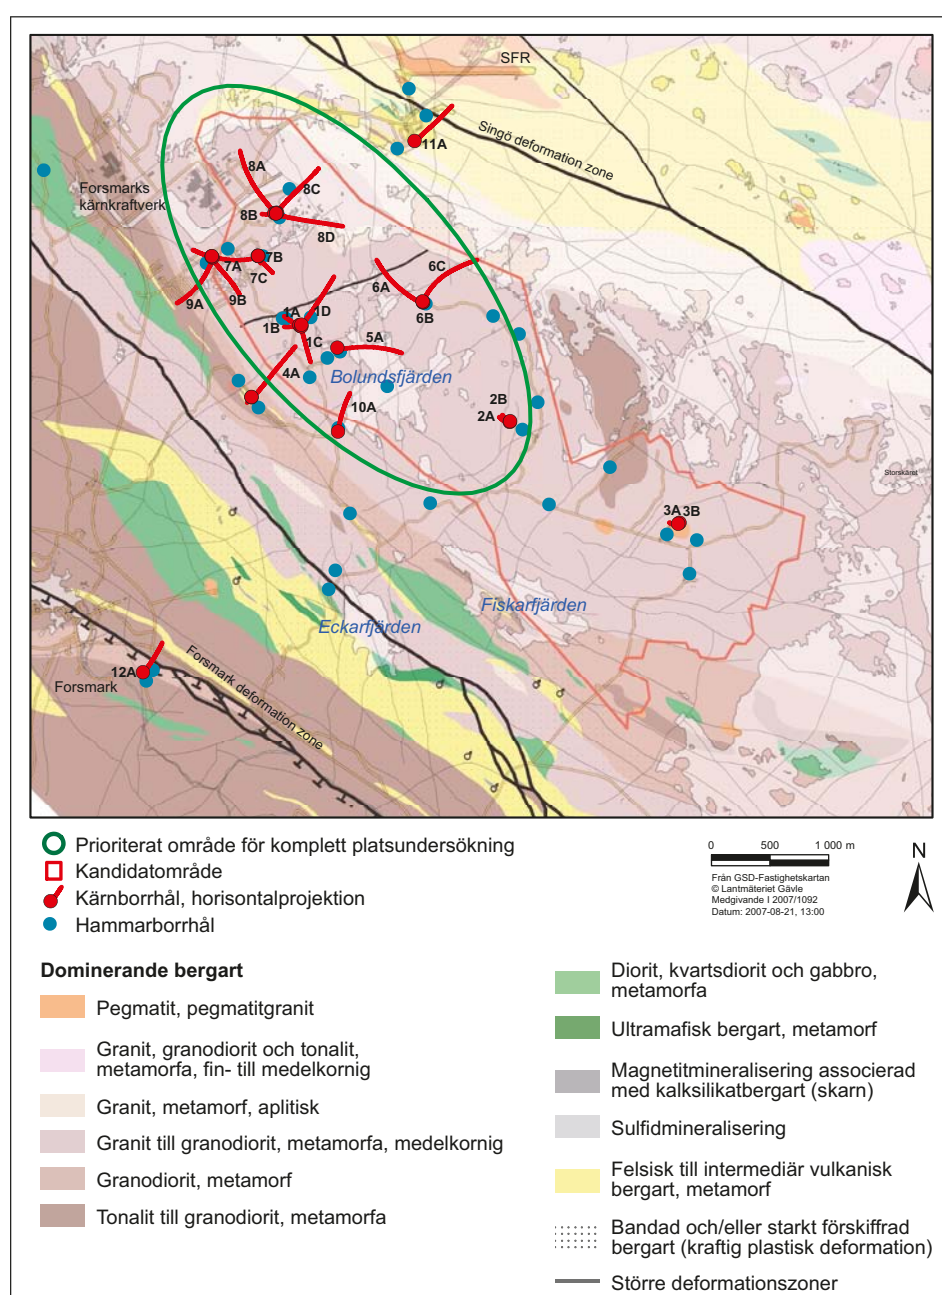 SFR
11A
Singö deformation zone
8A
8C
Forsmarks
kärnkraftverk
8B
8D
7B
7A
7C
6C
6A
9A
9B
6B
1A
1D
1B
1C
5A
4A
Bolundsfjärden
10A
2B
2A
Storskäret
3A
3B
Fiskarfjärden
Eckarfjärden
12A
Forsmark
Forsmark deformation zone
Prioriterat område för komplett platsundersökning
Kandidatområde
Kärnborrhål, horisontalprojektion
Hammarborrhål
0 500 1 000 m
Från GSD-Fastighetskartan
© Lantmäteriet Gävle
Medgivande I 2007/1092
Datum: 2007-08-21, 13:00
N
Dominerande bergart
Pegmatit, pegmatitgranit
Granit, granodiorit och tonalit,
metamorfa, fin- till medelkornig
Granit, metamorf, aplitisk
Granit till granodiorit, metamorfa, medelkornig
Granodiorit, metamorf
Tonalit till granodiorit, metamorfa
Diorit, kvartsdiorit och gabbro,
metamorfa
Ultramafisk bergart, metamorf
Magnetitmineralisering associerad
med kalksilikatbergart (skarn)
Sulfidmineralisering
Felsisk till intermediär vulkanisk
bergart, metamorf
Bandad och/eller starkt förskiffrad
bergart (kraftig plastisk deformation)
Större deformationszoner